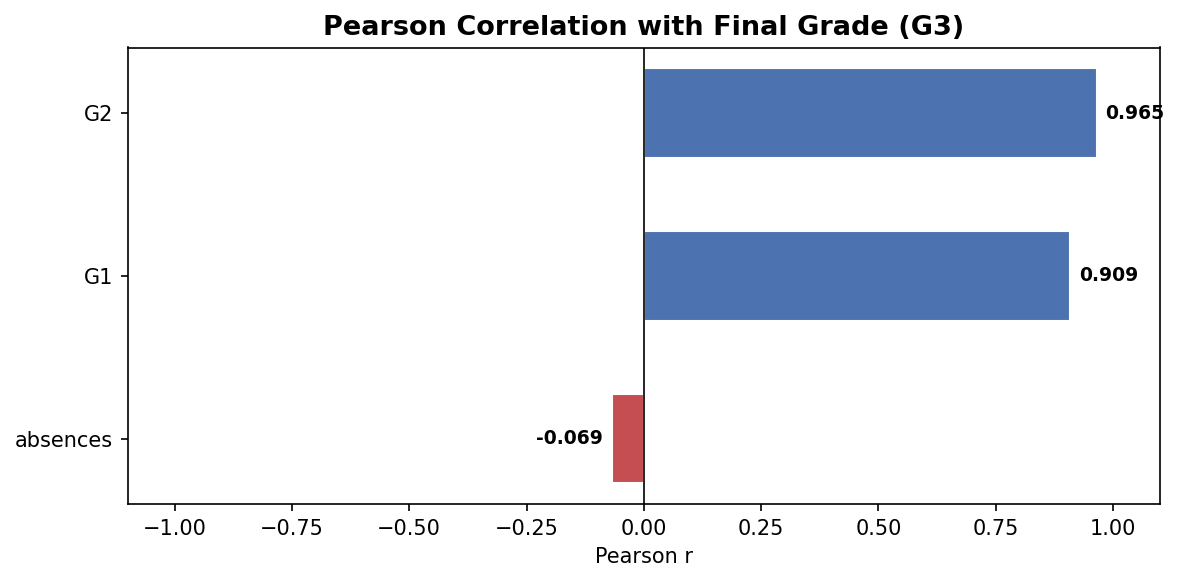 Pearson Correlation with Final Grade (G3)
G2
0.965
G1
0.909
absences
-0.069
−1.00 −0.75 −0.50 −0.25 0.00 0.25 0.50 0.75 1.00
Pearson r